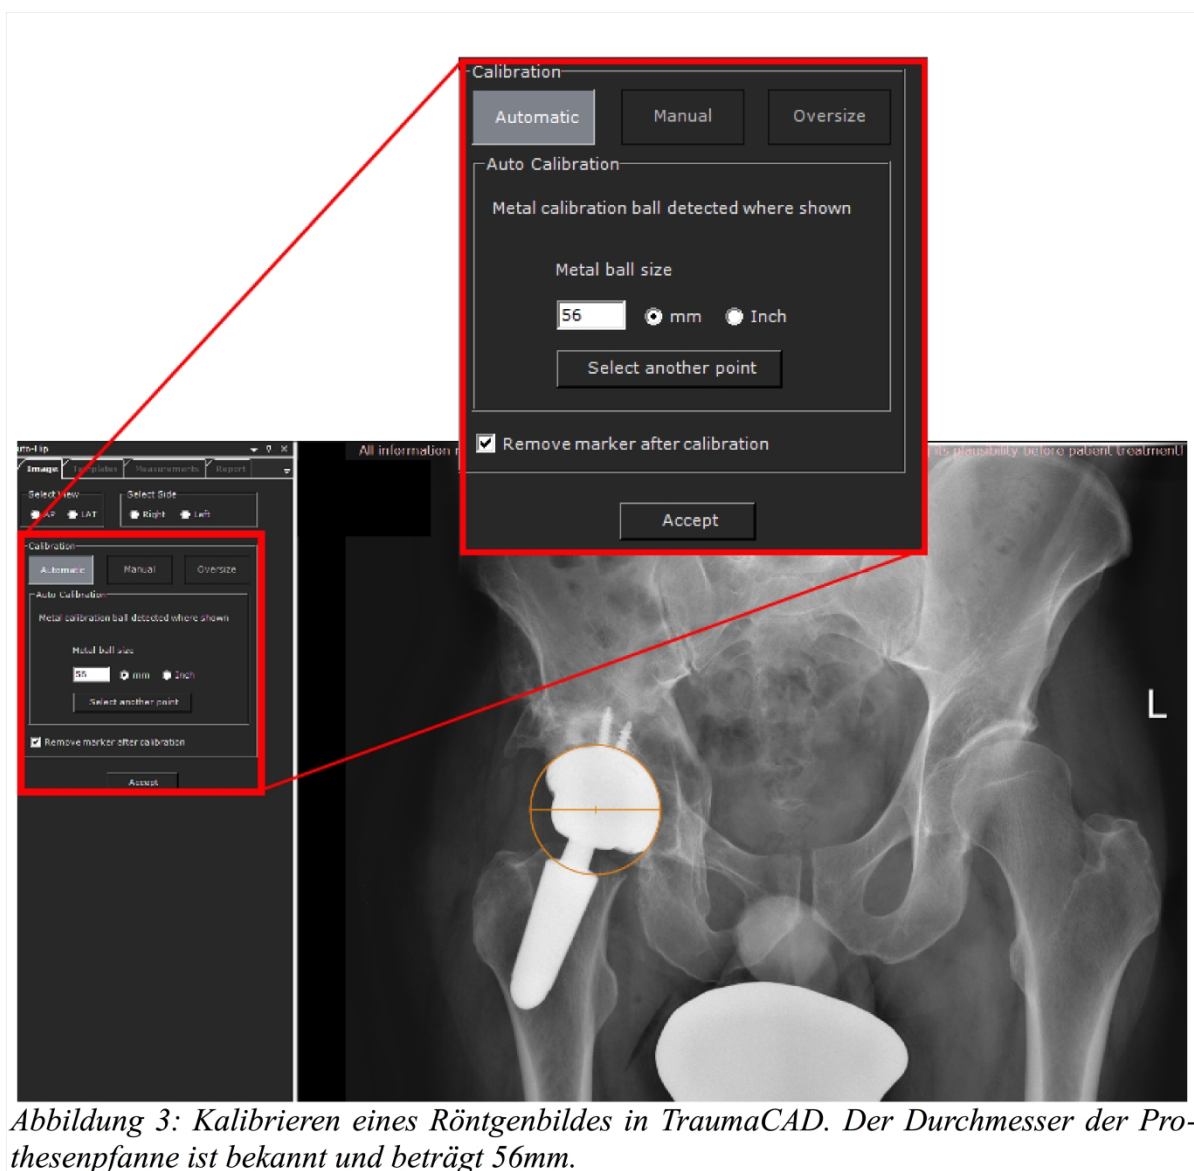 Calibration
Automatic Manual Oversize
Auto Calibration
Metal calibration ball detected where shown
Metal ball size
56 mm Inch
Select another point
Remove marker after calibration
Accept
All information
its plausibility before patient treatment!
Image Templates Measurements Report
Select View Select Side
AP LAT Right Left
Calibration
Automatic Manual Oversize
Auto Calibration
Metal calibration ball detected where shown
Metal ball size
56 mm Inch
Select another point
Remove marker after calibration
Accept
L
Abbildung 3: Kalibrieren eines Röntgenbildes in TraumaCAD. Der Durchmesser der Pro-
thesenpfanne ist bekannt und beträgt 56mm.